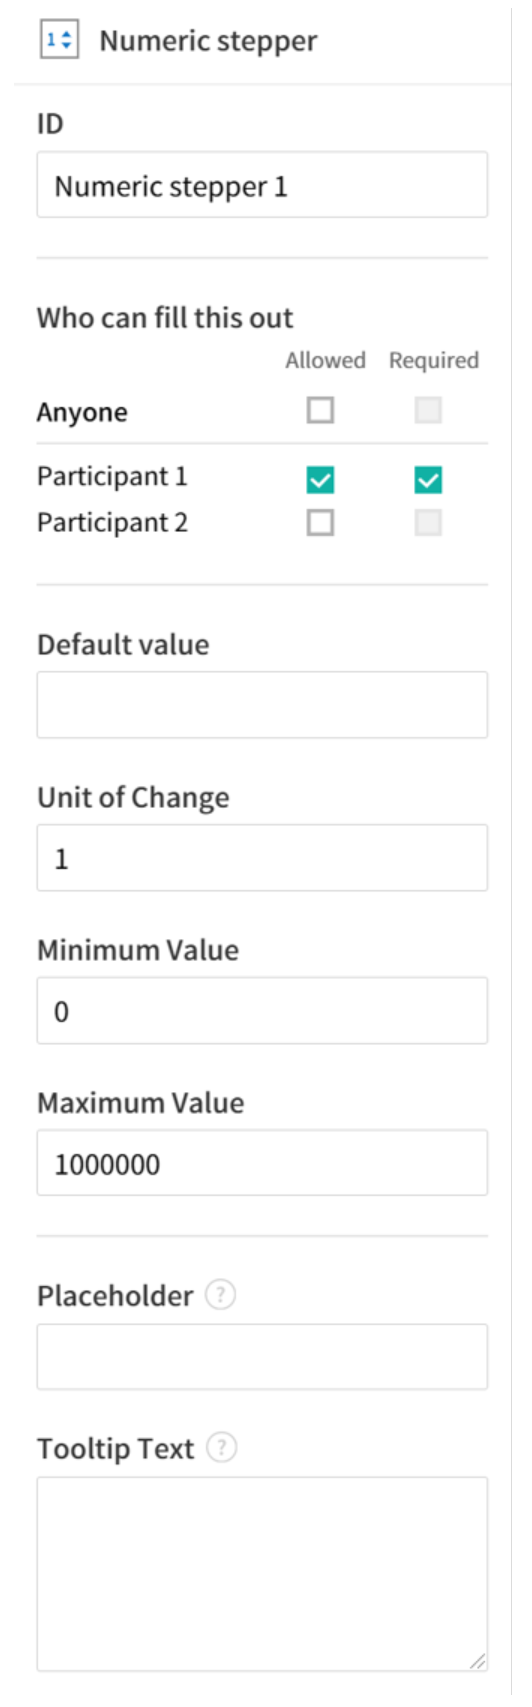 1 Numeric stepper
ID
Numeric stepper 1
Who can fill this out
Allowed Required
Anyone
Participant 1
Participant 2
Default value
Unit of Change
1
Minimum Value
0
Maximum Value
1000000
Placeholder ?
Tooltip Text ?